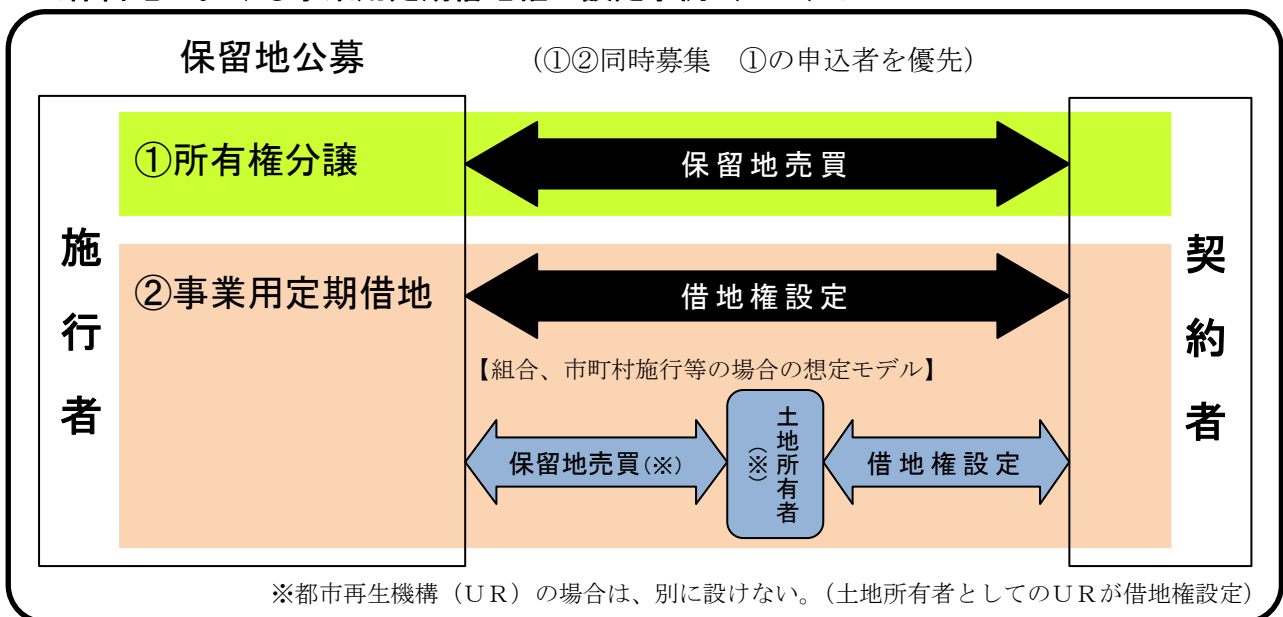 保留地公募
(①②同時募集　①の申込者を優先)
①所有権分譲
保留地売買
施行者
契約者
②事業用定期借地
借地権設定
【組合、市町村施行等の場合の想定モデル】
保留地売買(※)
土地所有者
(※)
借地権設定
※都市再生機構（ＵＲ）の場合は、別に設けない。(土地所有者としてのＵＲが借地権設定)